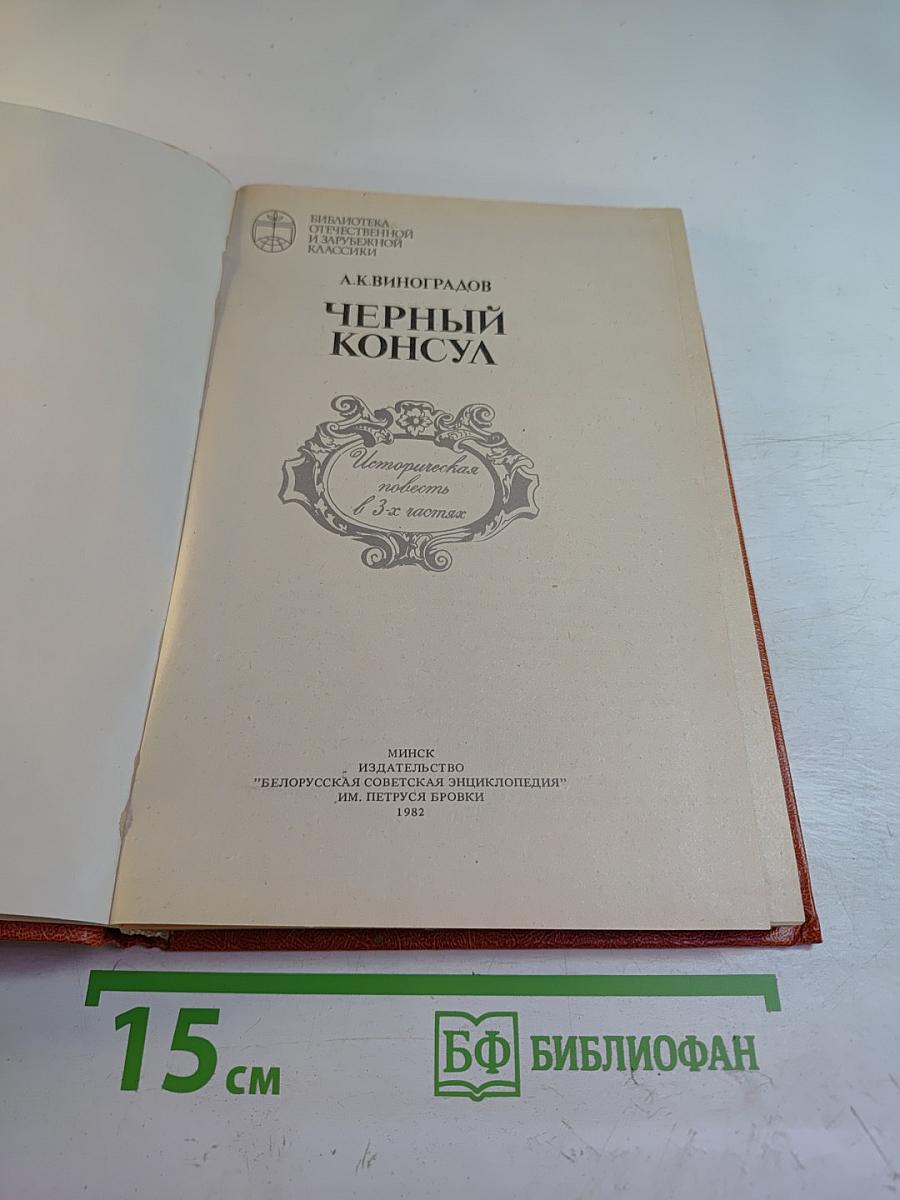 БИБЛИОТЕКА
ОТЕЧЕСТВЕННОЙ
И ЗАРУБЕЖНОЙ
КЛАССИКИ
А.К.ВИНОГРАДОВ
ЧЕРНЫЙ
КОНСУЛ
Историческая
повесть
в 3-х частях
МИНСК
ИЗДАТЕЛЬСТВО
"БЕЛОРУССКАЯ СОВЕТСКАЯ ЭНЦИКЛОПЕДИЯ"
ИМ. ПЕТРУСЯ БРОВКИ
1982
15 см
БФ БИБЛИОФАН